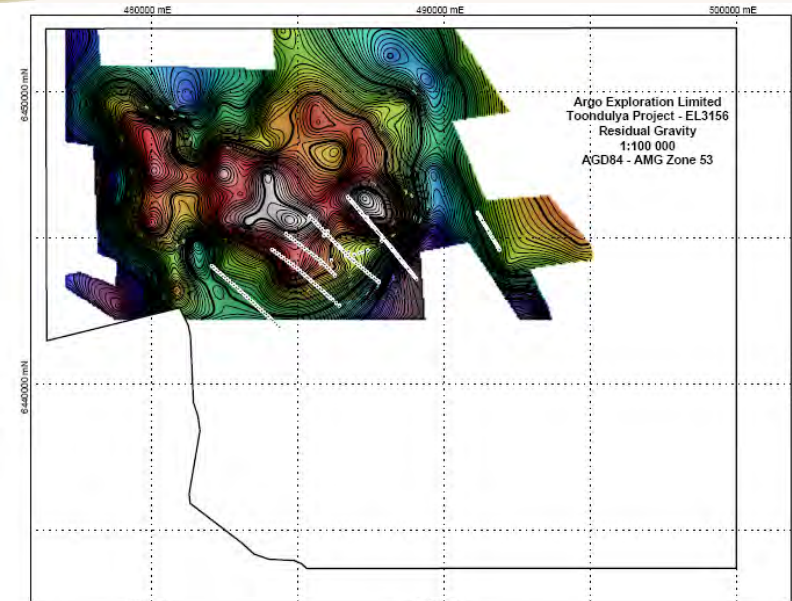 480000 mE
490000 mE
500000 mE
6450000 mN
Argo Exploration Limited
Toondulya Project - EL3156
Residual Gravity
1:100 000
AGD84 - AMG Zone 53
6440000 mN